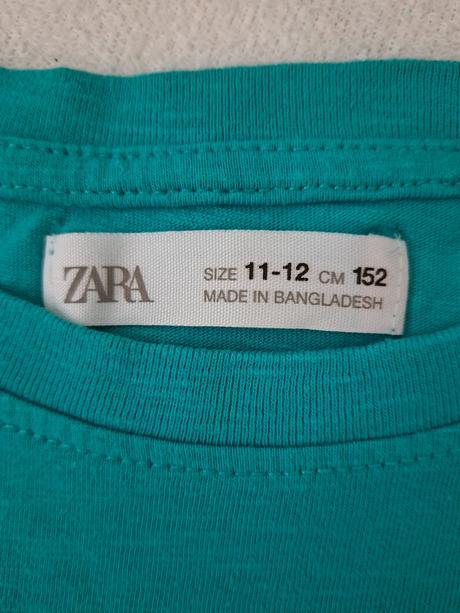 ZARA
SIZE 11-12 CM 152
MADE IN BANGLADESH